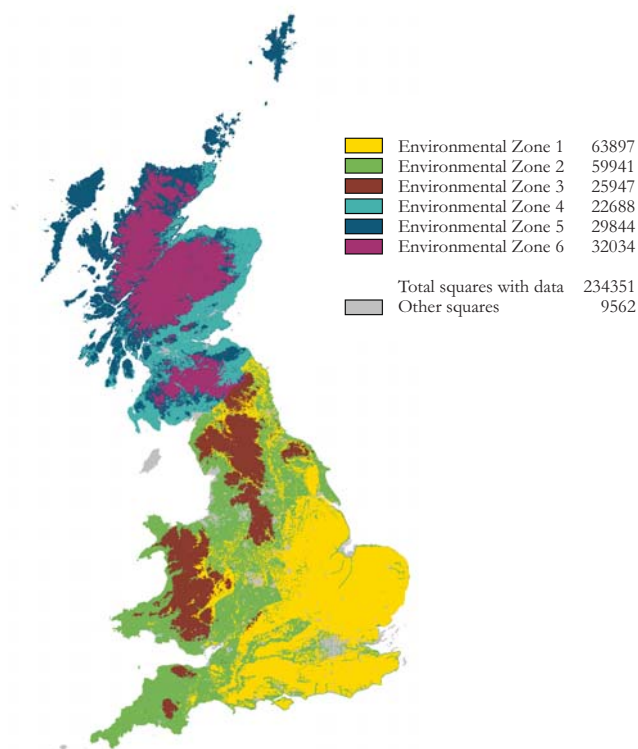 Environmental Zone 1 63897
Environmental Zone 2 59941
Environmental Zone 3 25947
Environmental Zone 4 22688
Environmental Zone 5 29844
Environmental Zone 6 32034
Total squares with data 234351
Other squares 9562